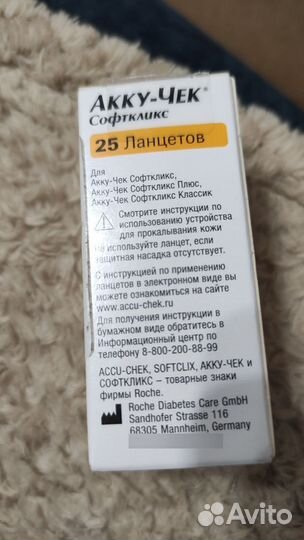 АККУ-ЧЕК®
Софткликс
25 Ланцетов
Для
Акку-Чек Софткликс,
Акку-Чек Софткликс Плюс,
Акку-Чек Софткликс Классик
Смотрите инструкции по
использованию устройства
для прокалывания кожи
Не используйте ланцет, если
защитная насадка отсутствует.
С инструкцией по применению
ланцетов в электронном виде вы
можете ознакомиться на сайте
www.accu-chek.ru
Для получения инструкции в
бумажном виде обратитесь в
Информационный центр по
телефону 8-800-200-88-99
ACCU-CHEK, SOFTCLIX, АККУ-ЧЕК и
СОФТКЛИКС – товарные знаки
фирмы Roche.
Roche Diabetes Care GmbH
Sandhofer Strasse 116
68305 Mannheim, Germany
Avito